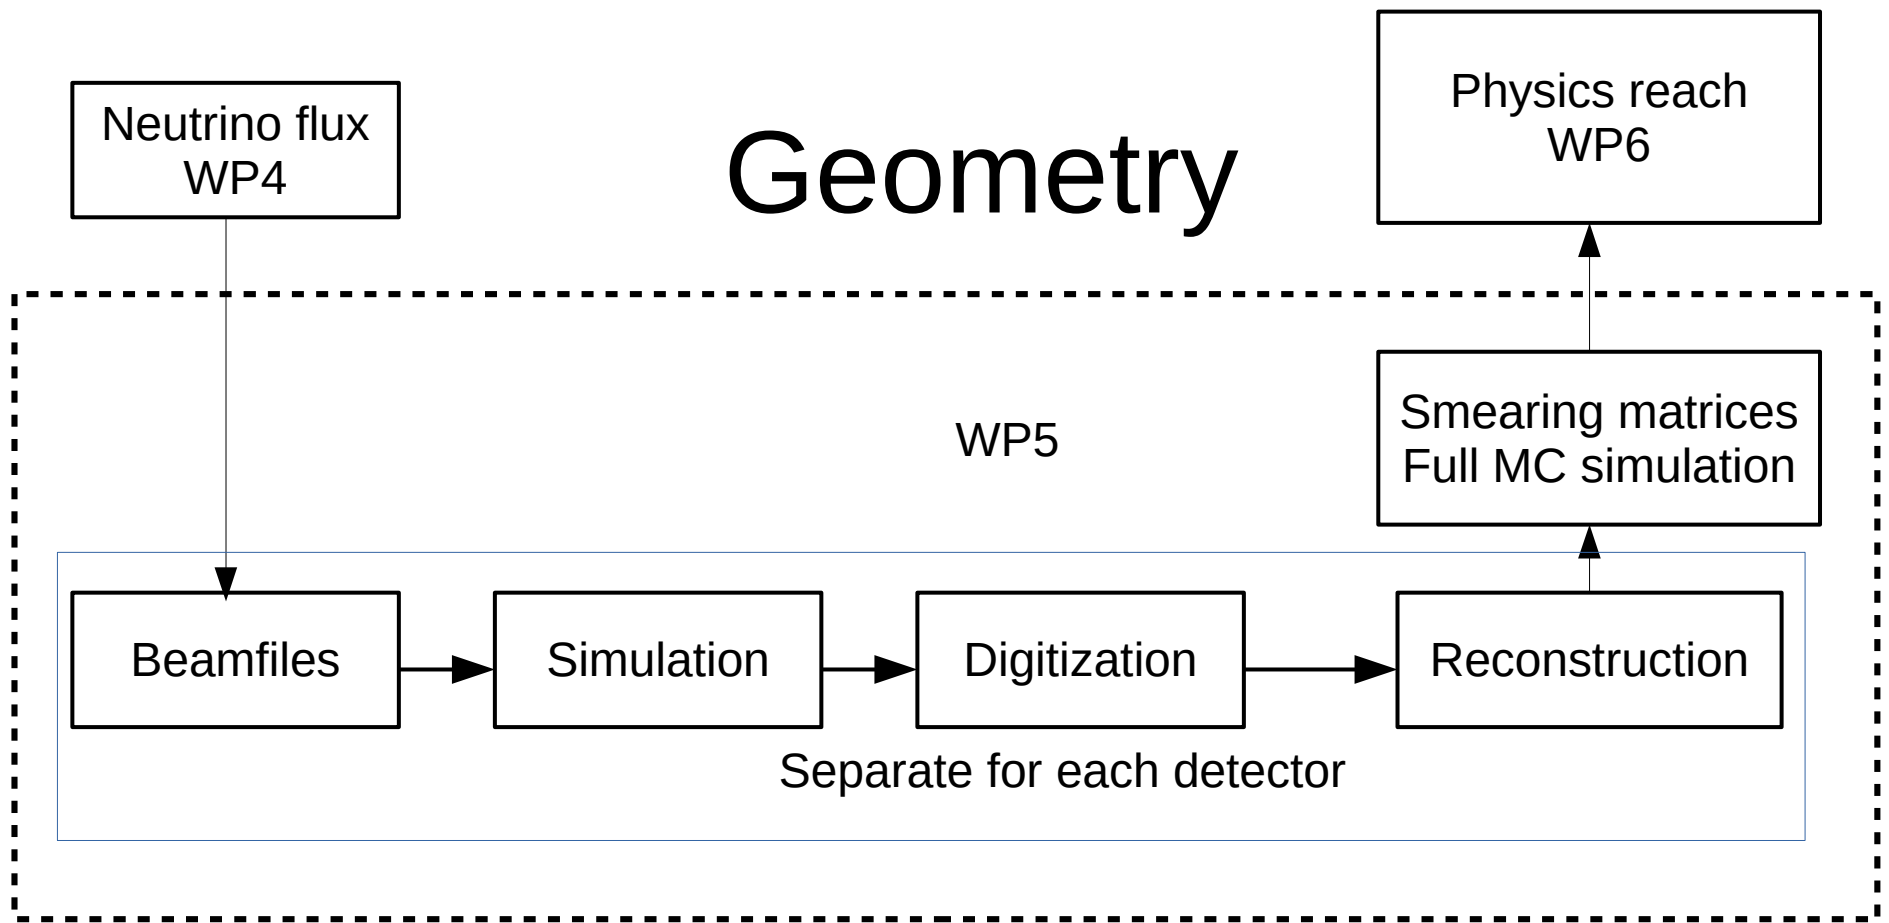 Neutrino flux
WP4
Geometry
Physics reach
WP6
WP5
Smearing matrices
Full MC simulation
Beamfiles
Simulation
Digitization
Reconstruction
Separate for each detector